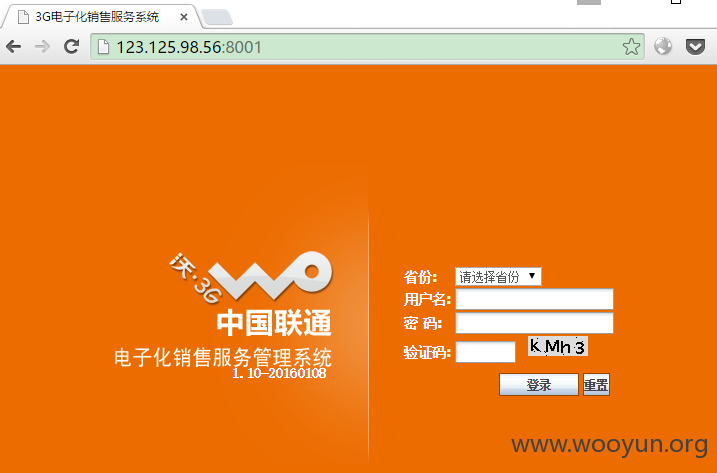 3G电子化销售服务系统
123.125.98.56:8001
沃·3G
wo
中国联通
电子化销售服务管理系统
1.10-20160108
省份: 请选择省份
用户名:
密 码:
验证码: kMh3
登录 重置
www.wooyun.org